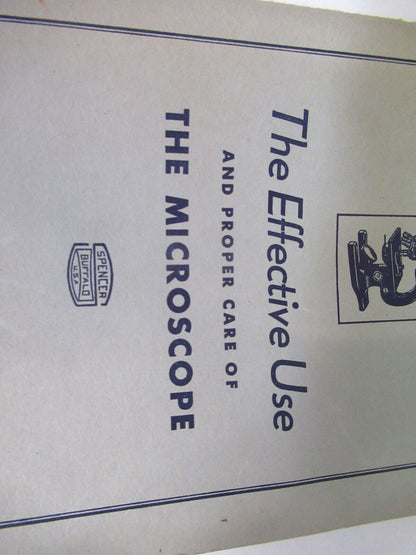 The Effective Use
AND PROPER CARE OF
THE MICROSCOPE
SPENCER
BUFFALO
U.S.A.